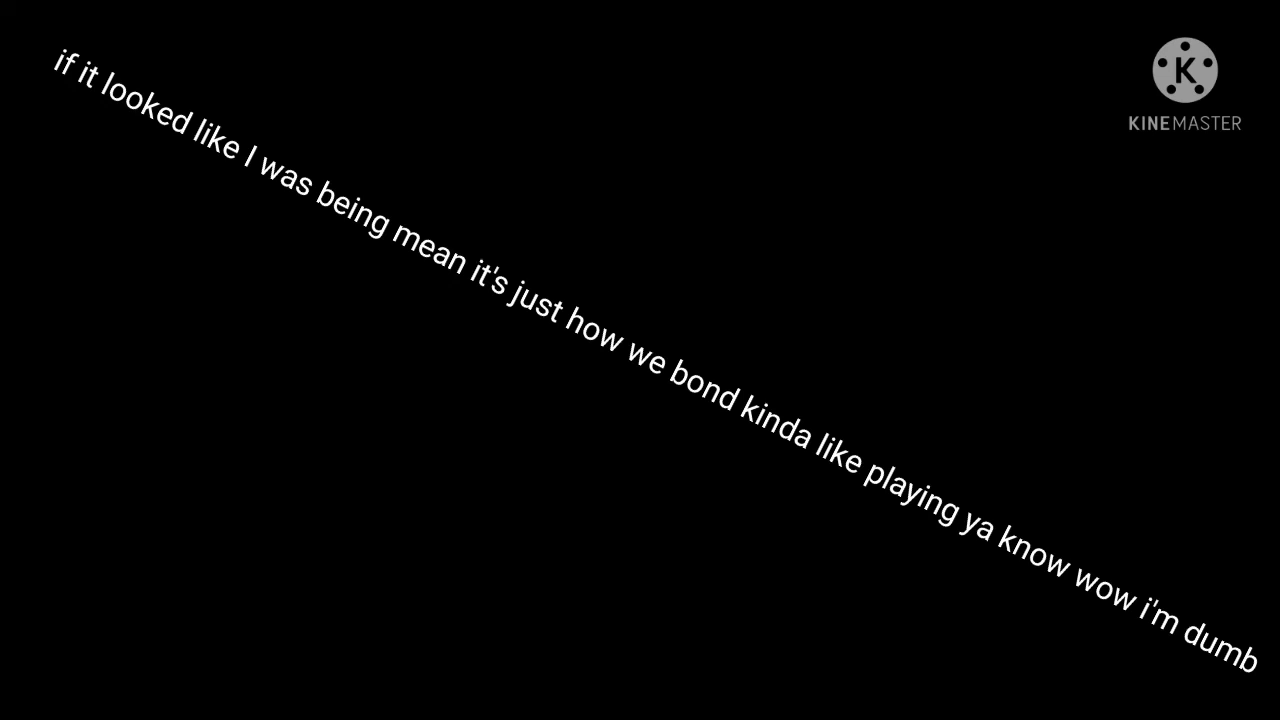 if it looked like I was being mean it's just how we bond kinda like playing ya know wow i'm dumb
K
KINEMASTER